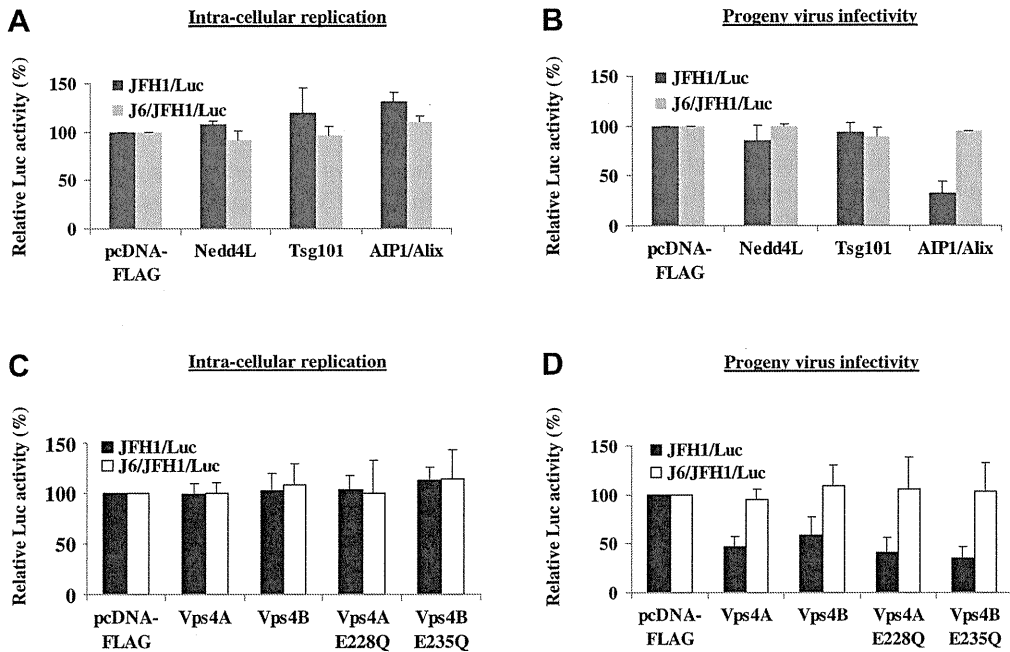 A
Intra-cellular replication
Relative Luc activity (%)
150
100
50
0
JFH1/Luc
J6/JFH1/Luc
pcDNA-
FLAG
Nedd4L
Tsg101
AIP1/Alix
B
Progeny virus infectivity
Relative Luc activity (%)
150
100
50
0
JFH1/Luc
J6/JFH1/Luc
pcDNA-
FLAG
Nedd4L
Tsg101
AIP1/Alix
C
Intra-cellular replication
Relative Luc activity (%)
150
100
50
0
JFH1/Luc
J6/JFH1/Luc
pcDNA-
FLAG
Vps4A
Vps4B
Vps4A
E228Q
Vps4B
E235Q
D
Progeny virus infectivity
Relative Luc activity (%)
150
100
50
0
JFH1/Luc
J6/JFH1/Luc
pcDNA-
FLAG
Vps4A
Vps4B
Vps4A
E228Q
Vps4B
E235Q